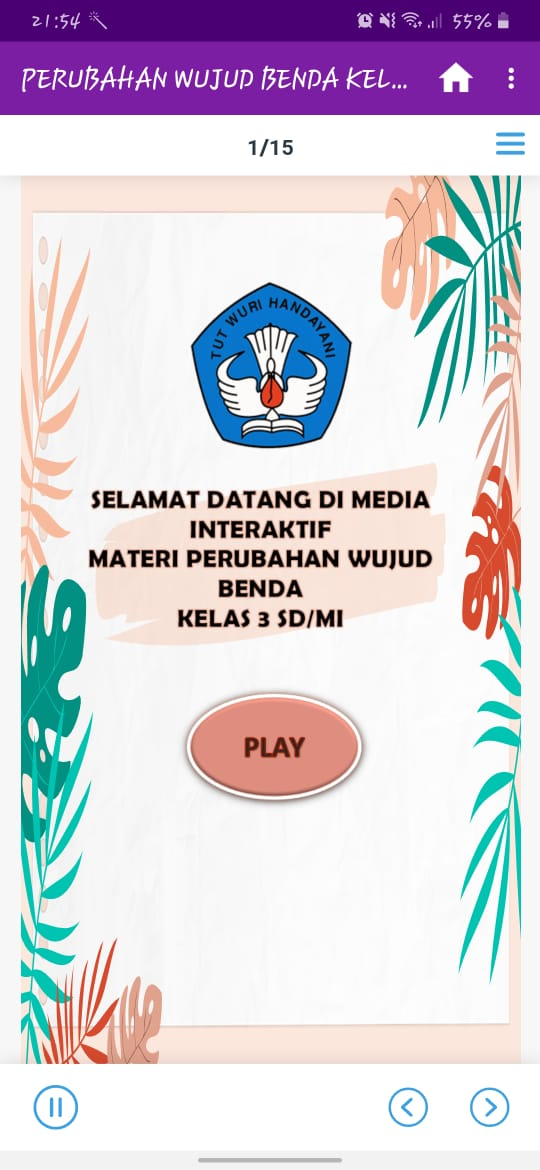 21:54
55%
PERUBAHAN WUJUD BENDA KEL...
1/15
TUT WURI HANDAYANI
SELAMAT DATANG DI MEDIA
INTERAKTIF
MATERI PERUBAHAN WUJUD
BENDA
KELAS 3 SD/MI
PLAY